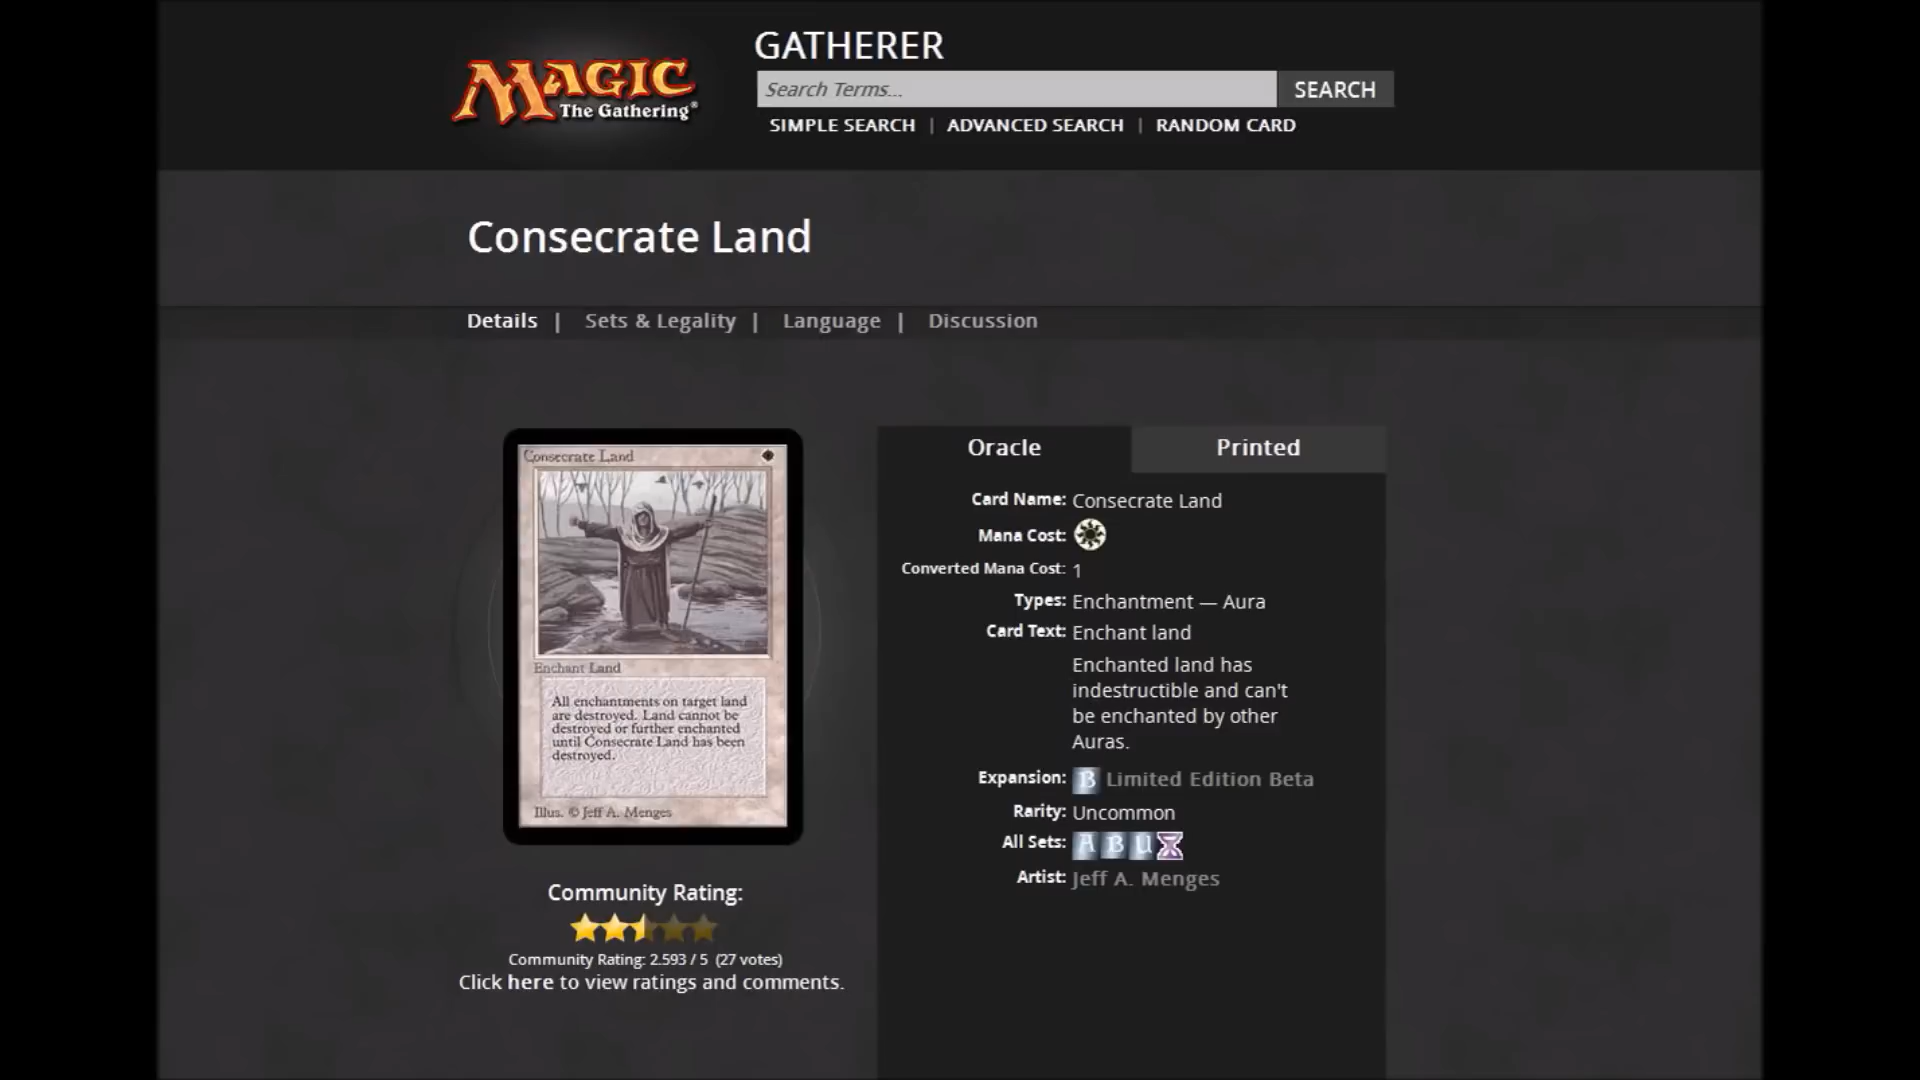 MAGIC
The Gathering®
GATHERER
Search Terms...
SEARCH
SIMPLE SEARCH | ADVANCED SEARCH | RANDOM CARD
Consecrate Land
Details | Sets & Legality | Language | Discussion
Consecrate Land
Enchant Land
All enchantments on target land
are destroyed. Land cannot be
destroyed or further enchanted
until Consecrate Land has been
destroyed.
Illus. © Jeff A. Menges
Community Rating:
Community Rating: 2.593 / 5 (27 votes)
Click here to view ratings and comments.
Oracle
Printed
Card Name: Consecrate Land
Mana Cost:
Converted Mana Cost: 1
Types: Enchantment — Aura
Card Text: Enchant land
Enchanted land has
indestructible and can't
be enchanted by other
Auras.
Expansion: B Limited Edition Beta
Rarity: Uncommon
All Sets: A B U
Artist: Jeff A. Menges